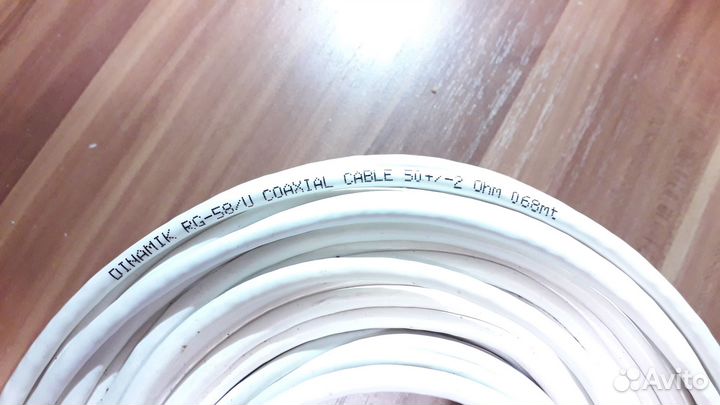 DINAMIK RG-58/U COAXIAL CABLE 50+/-2 Ohm 068mt
Avito